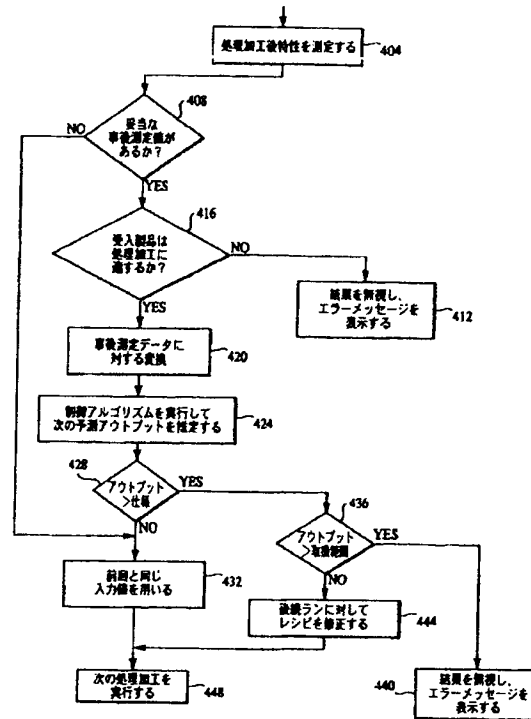 処理加工後特性を測定する
404
408
妥当な
事後測定値が
あるか?
NO
YES
416
受入製品は
処理加工に
適するか?
NO
YES
結果を無視し、
エラーメッセージを
表示する
412
事後測定データに
対する変換
420
制御アルゴリズムを実行して
次の予測アウトプットを推定する
424
428
アウトプット
>仕様
YES
NO
436
アウトプット
>取扱範囲
YES
NO
前回と同じ
入力値を用いる
432
後続ランに対して
レシピを修正する
444
次の処理加工を
実行する
448
440
結果を無視し、
エラーメッセージを
表示する